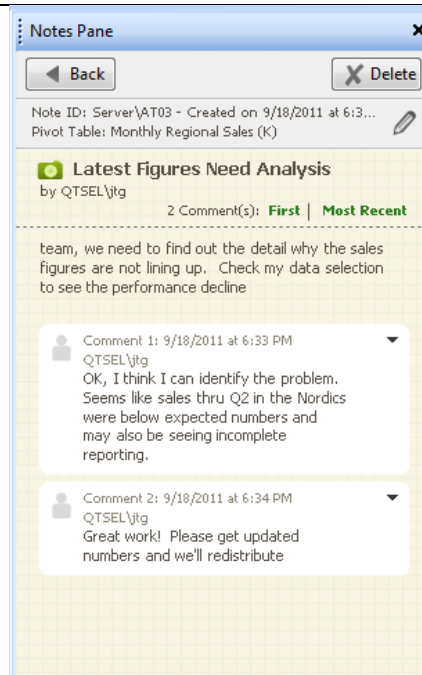 Notes Pane
Back
Delete
Note ID: Server\AT03 - Created on 9/18/2011 at 6:3...
Pivot Table: Monthly Regional Sales (K)
Latest Figures Need Analysis
by QTSEL\jtg
2 Comment(s): First | Most Recent
team, we need to find out the detail why the sales
figures are not lining up.  Check my data selection
to see the performance decline
Comment 1: 9/18/2011 at 6:33 PM
QTSEL\jtg
OK, I think I can identify the problem.
Seems like sales thru Q2 in the Nordics
were below expected numbers and
may also be seeing incomplete
reporting.
Comment 2: 9/18/2011 at 6:34 PM
QTSEL\jtg
Great work!  Please get updated
numbers and we'll redistribute